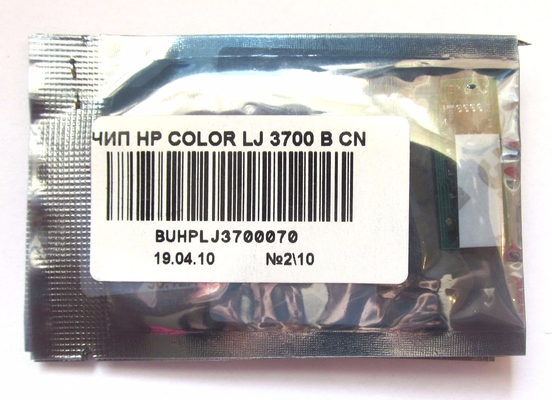 ЧИП HP COLOR LJ 3700 B CN
BUHPLJ3700070
19.04.10 №2\10